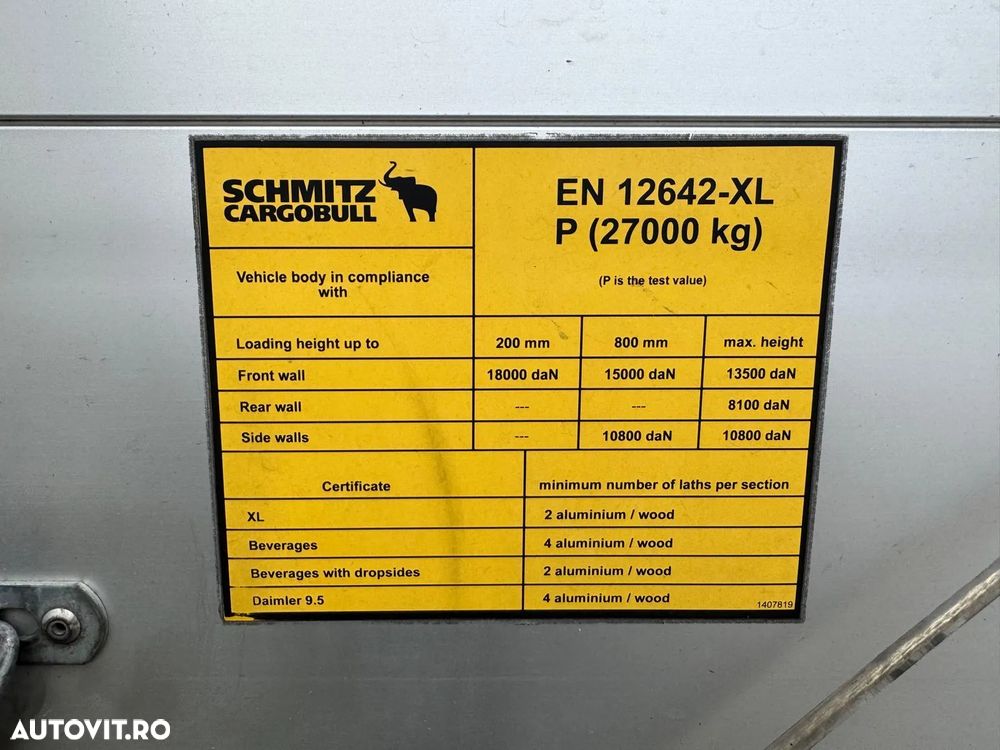 SCHMITZ
CARGOBULL
EN 12642-XL
P (27000 kg)
(P is the test value)
Vehicle body in compliance
with
Loading height up to 200 mm 800 mm max. height
Front wall 18000 daN 15000 daN 13500 daN
Rear wall --- --- 8100 daN
Side walls --- 10800 daN 10800 daN
Certificate minimum number of laths per section
XL 2 aluminium / wood
Beverages 4 aluminium / wood
Beverages with dropsides 2 aluminium / wood
Daimler 9.5 4 aluminium / wood
1407819
AUTOVIT.RO